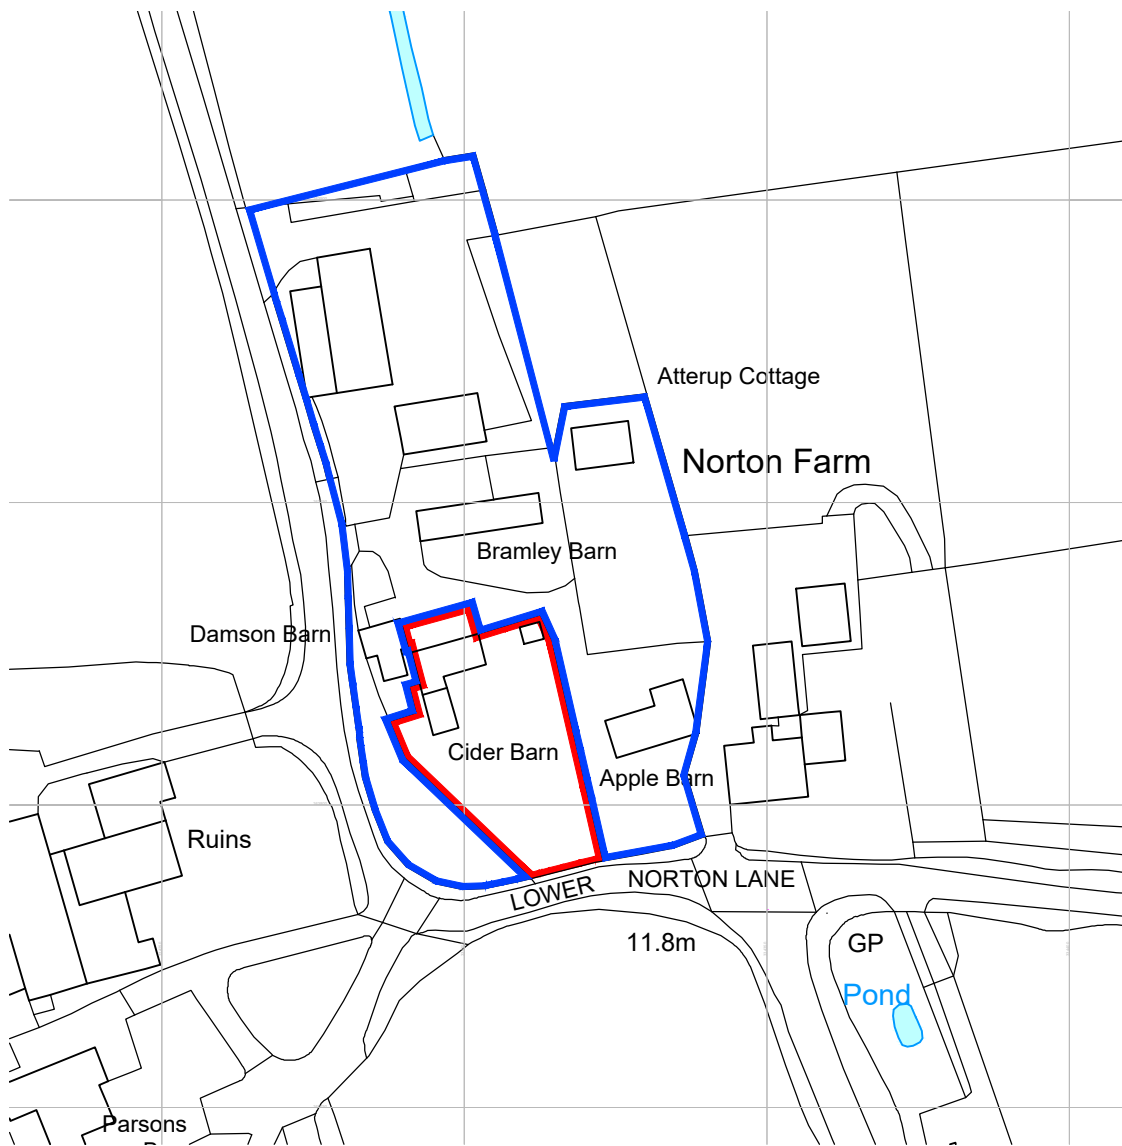 Atterup Cottage
Norton Farm
Bramley Barn
Damson Barn
Cider Barn
Apple Barn
Ruins
LOWER NORTON LANE
11.8m
GP
Pond
Parsons